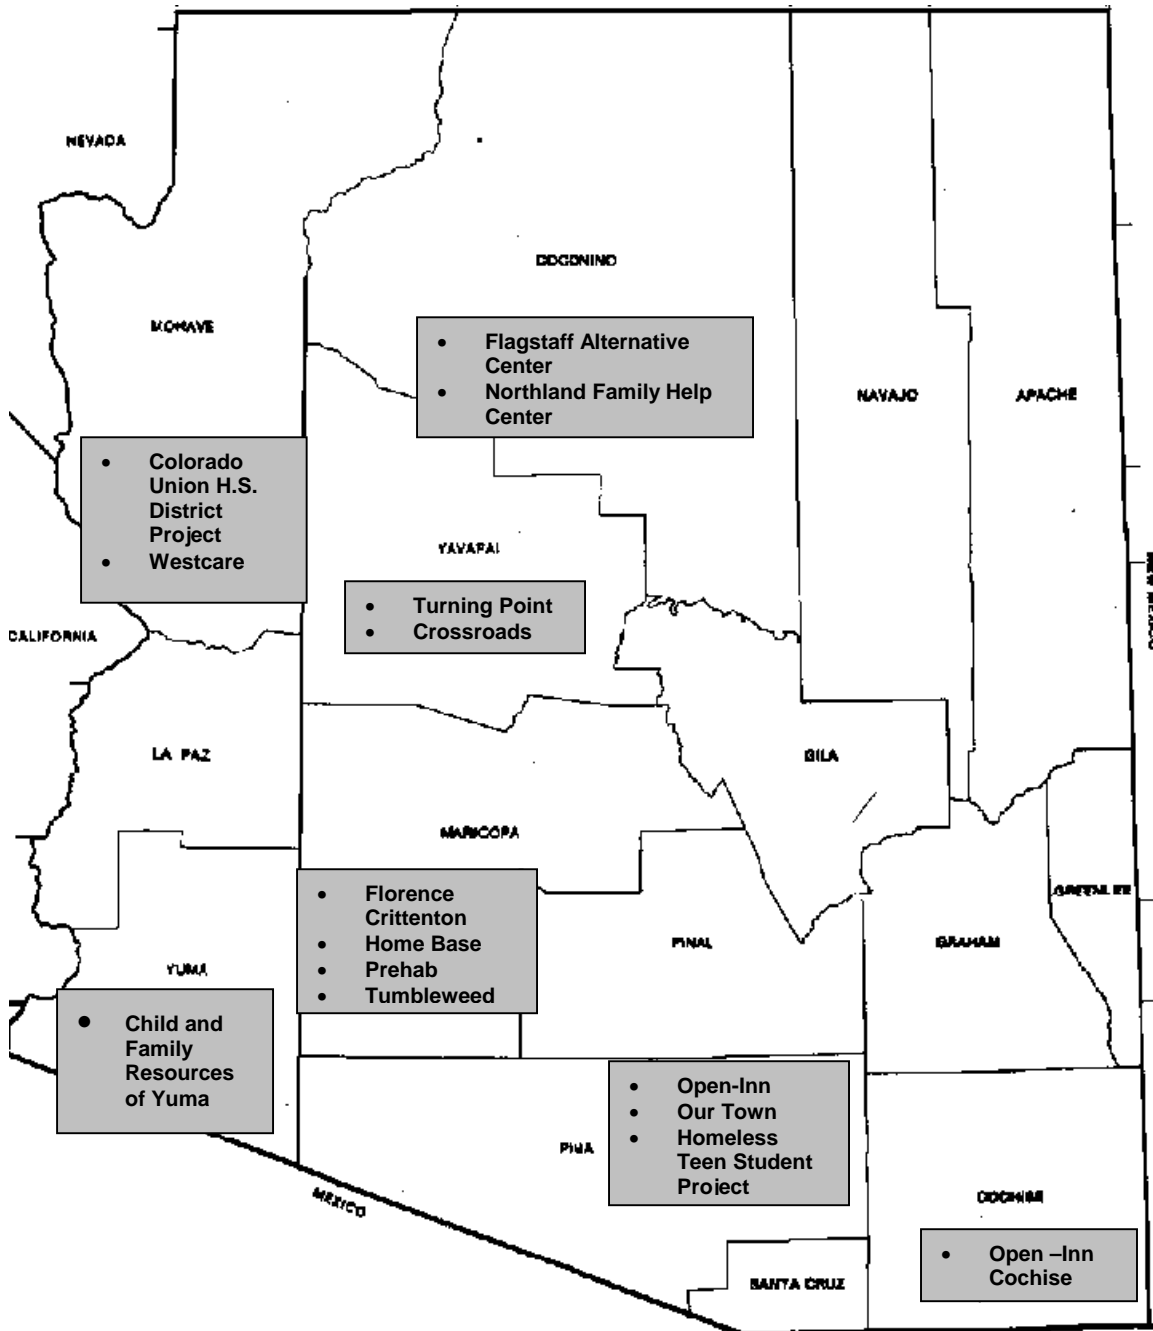 NEVADA
COCONINO
MOHAVE
• Flagstaff Alternative
Center
• Northland Family Help
Center
NAVAJO
APACHE
• Colorado
Union H.S.
District
Project
• Westcare
YAVAPAI
NEW MEXICO
• Turning Point
• Crossroads
CALIFORNIA
LA PAZ
GILA
MARICOPA
• Florence
Crittenton
• Home Base
• Prehab
• Tumbleweed
GREENLEE
PINAL
GRAHAM
YUMA
• Child and
Family
Resources
of Yuma
• Open-Inn
• Our Town
• Homeless
Teen Student
Project
PIMA
MEXICO
COCHISE
• Open –Inn
Cochise
SANTA CRUZ